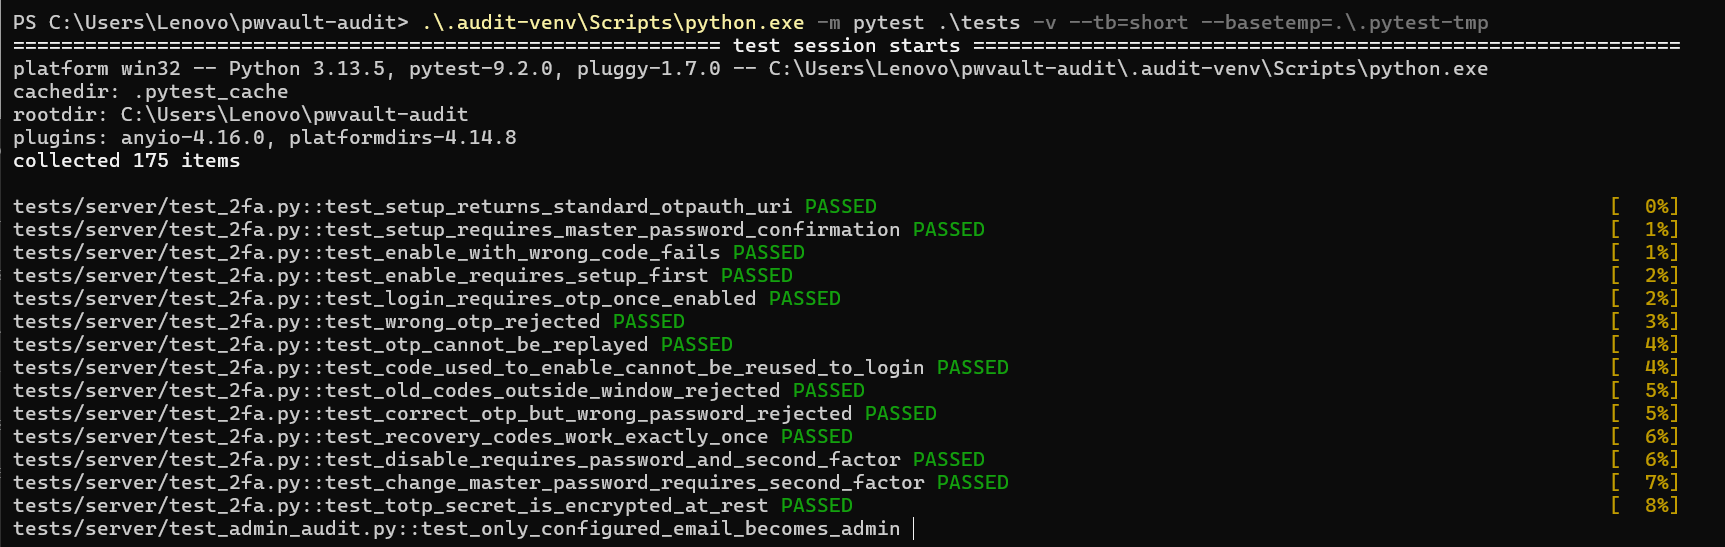 PS C:\Users\Lenovo\pwvault-audit> .\.audit-venv\Scripts\python.exe -m pytest .\tests -v --tb=short --basetemp=.\.pytest-tmp
=========================================================== test session starts ===========================================================
platform win32 -- Python 3.13.5, pytest-9.2.0, pluggy-1.7.0 -- C:\Users\Lenovo\pwvault-audit\.audit-venv\Scripts\python.exe
cachedir: .pytest_cache
rootdir: C:\Users\Lenovo\pwvault-audit
plugins: anyio-4.16.0, platformdirs-4.14.8
collected 175 items

tests/server/test_2fa.py::test_setup_returns_standard_otpauth_uri PASSED [  0%]
tests/server/test_2fa.py::test_setup_requires_master_password_confirmation PASSED [  1%]
tests/server/test_2fa.py::test_enable_with_wrong_code_fails PASSED [  1%]
tests/server/test_2fa.py::test_enable_requires_setup_first PASSED [  2%]
tests/server/test_2fa.py::test_login_requires_otp_once_enabled PASSED [  2%]
tests/server/test_2fa.py::test_wrong_otp_rejected PASSED [  3%]
tests/server/test_2fa.py::test_otp_cannot_be_replayed PASSED [  4%]
tests/server/test_2fa.py::test_code_used_to_enable_cannot_be_reused_to_login PASSED [  4%]
tests/server/test_2fa.py::test_old_codes_outside_window_rejected PASSED [  5%]
tests/server/test_2fa.py::test_correct_otp_but_wrong_password_rejected PASSED [  5%]
tests/server/test_2fa.py::test_recovery_codes_work_exactly_once PASSED [  6%]
tests/server/test_2fa.py::test_disable_requires_password_and_second_factor PASSED [  6%]
tests/server/test_2fa.py::test_change_master_password_requires_second_factor PASSED [  7%]
tests/server/test_2fa.py::test_totp_secret_is_encrypted_at_rest PASSED [  8%]
tests/server/test_admin_audit.py::test_only_configured_email_becomes_admin